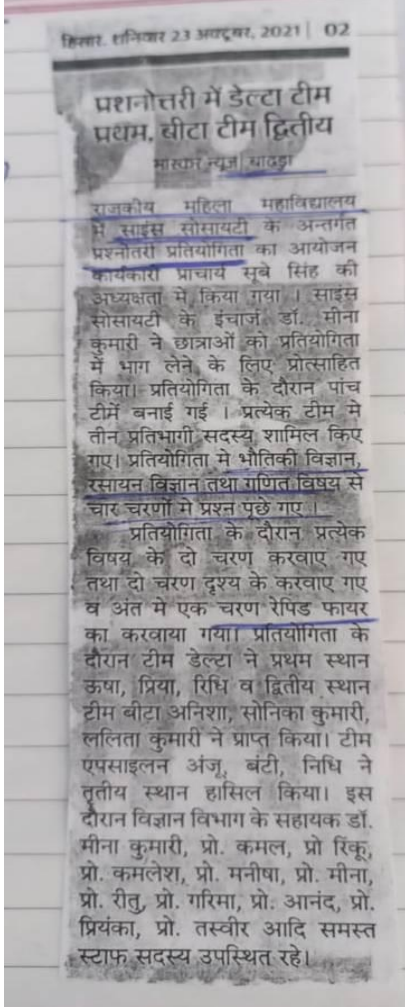 हिसार, शनिवार 23 अक्टूबर, 2021 | 02
प्रशनोत्तरी में डेल्टा टीम
प्रथम, बीटा टीम द्वितीय
भास्कर न्यूज | बाढड़ा
राजकीय महिला महाविद्यालय
में साइंस सोसायटी के अन्तर्गत
प्रश्नोतरी प्रतियोगिता का आयोजन
कार्यकारी प्राचार्य सूबे सिंह की
अध्यक्षता में किया गया । साइंस
सोसायटी के इंचार्ज डॉ. मीना
कुमारी ने छात्राओं को प्रतियोगिता
में भाग लेने के लिए प्रोत्साहित
किया। प्रतियोगिता के दौरान पांच
टीमें बनाई गई । प्रत्येक टीम मे
तीन प्रतिभागी सदस्य शामिल किए
गए। प्रतियोगिता मे भौतिकी विज्ञान,
रसायन विज्ञान तथा गणित विषय से
चार चरणों मे प्रश्न पूछे गए ।
प्रतियोगिता के दौरान प्रत्येक
विषय के दो चरण करवाए गए
तथा दो चरण दृश्य के करवाए गए
व अंत मे एक चरण रेपिड फायर
का करवाया गया। प्रतियोगिता के
दौरान टीम डेल्टा ने प्रथम स्थान
ऊषा, प्रिया, रिधि व द्वितीय स्थान
टीम बीटा अनिशा, सोनिका कुमारी,
ललिता कुमारी ने प्राप्त किया। टीम
एपसाइलन अंजू, बंटी, निधि ने
तृतीय स्थान हासिल किया। इस
दौरान विज्ञान विभाग के सहायक डॉ.
मीना कुमारी, प्रो. कमल, प्रो रिंकू,
प्रो. कमलेश, प्रो. मनीषा, प्रो. मीना,
प्रो. रीतु, प्रो. गरिमा, प्रो. आनंद, प्रो.
प्रियंका, प्रो. तस्वीर आदि समस्त
स्टाफ सदस्य उपस्थित रहे।